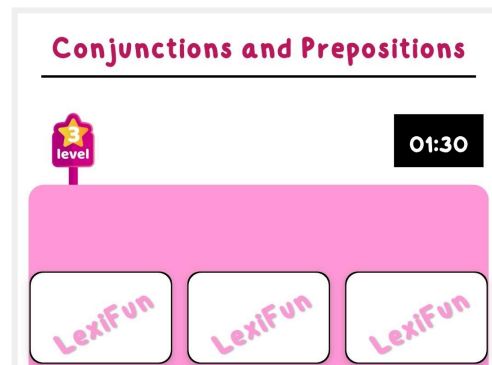 Conjunctions and Prepositions
3
level
01:30
LexiFun LexiFun LexiFun